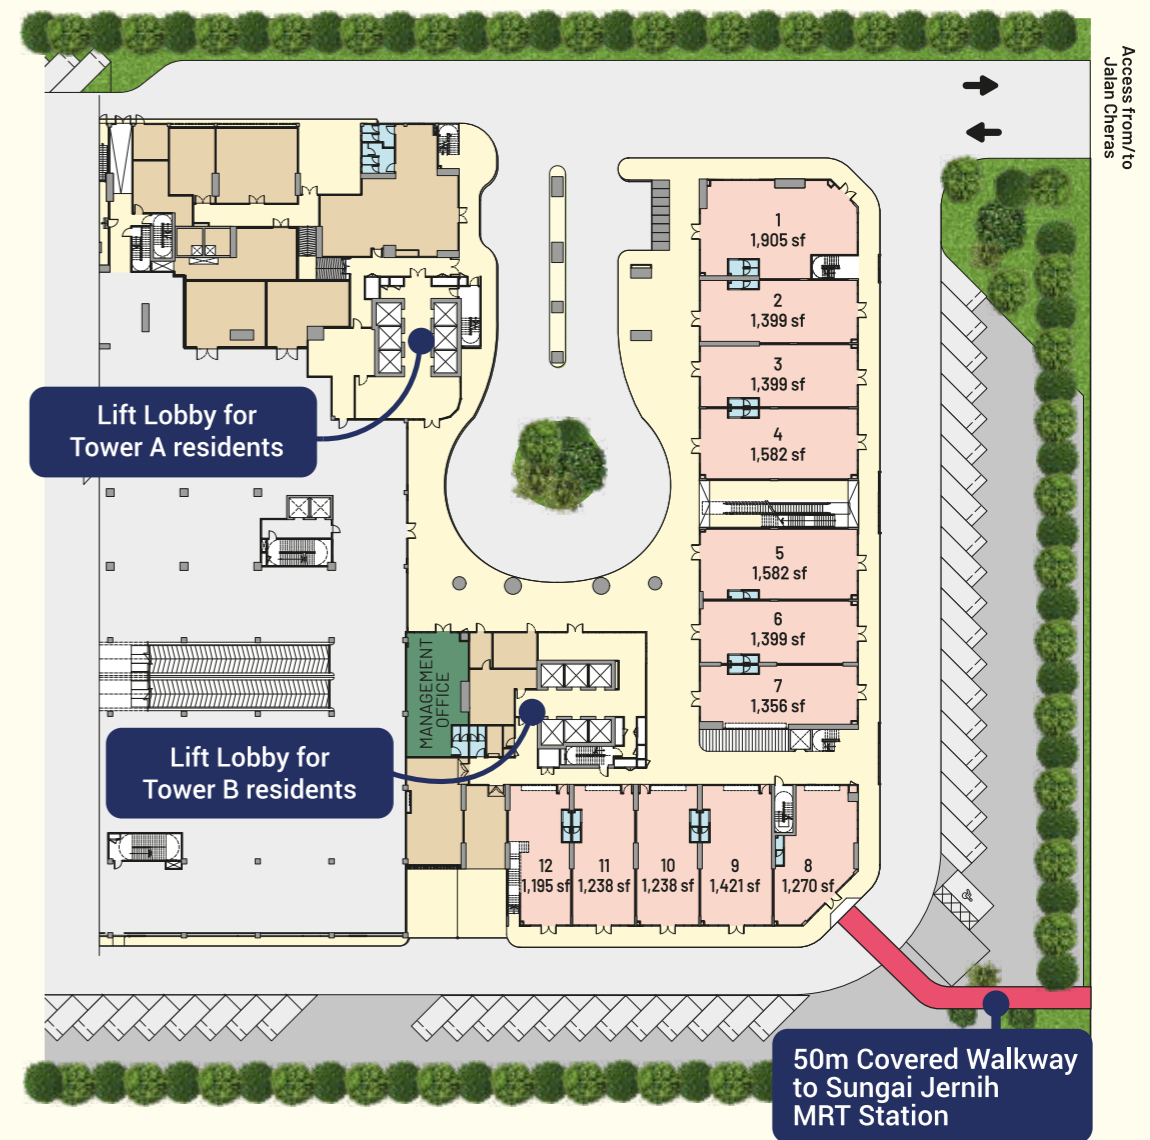 Access from/to
Jalan Cheras
1
1,905 sf
2
1,399 sf
3
1,399 sf
4
1,582 sf
Lift Lobby for
Tower A residents
5
1,582 sf
6
1,399 sf
7
1,356 sf
MANAGEMENT
OFFICE
Lift Lobby for
Tower B residents
12
1,195 sf
11
1,238 sf
10
1,238 sf
9
1,421 sf
8
1,270 sf
50m Covered Walkway
to Sungai Jernih
MRT Station